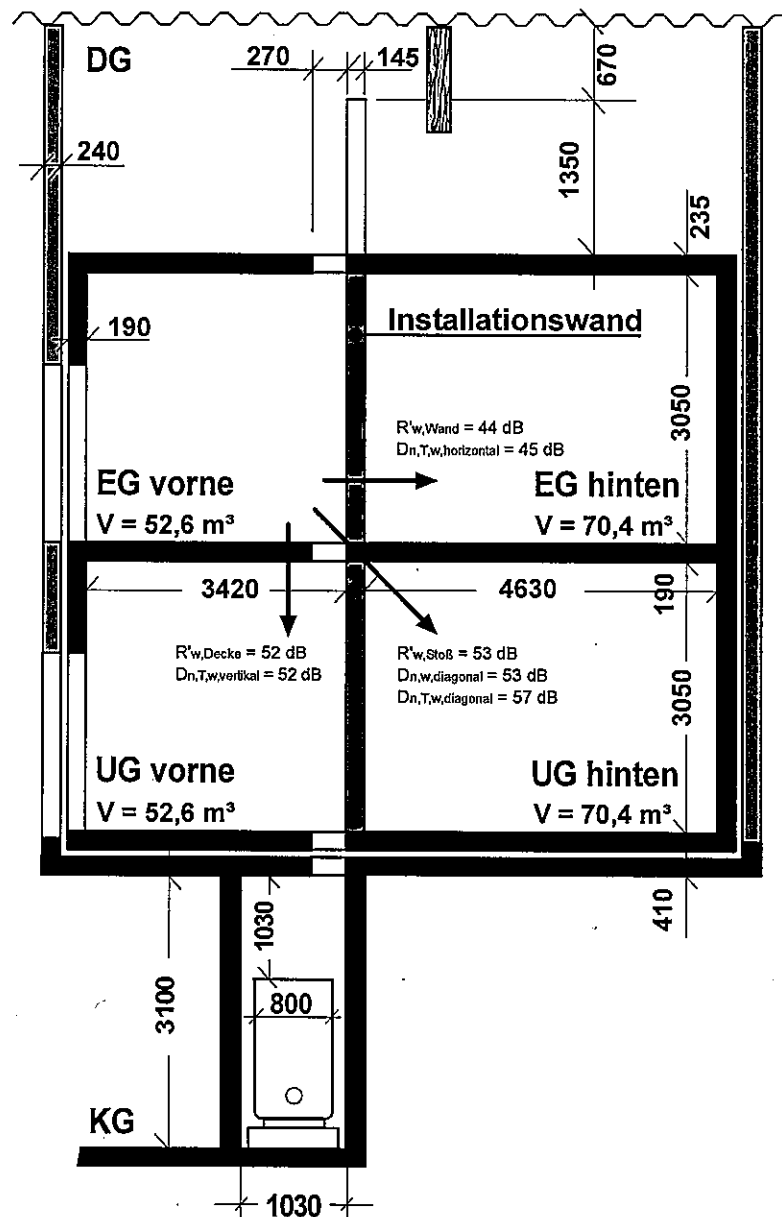 DG
270
145
670
240
1350
235
Installationswand
190
R'w,Wand = 44 dB
Dn,T,w,horizontal = 45 dB
3050
EG vorne
V = 52,6 m³
EG hinten
V = 70,4 m³
3420
4630
190
R'w,Decke = 52 dB
Dn,T,w,vertikal = 52 dB
R'w,Stoß = 53 dB
Dn,w,diagonal = 53 dB
Dn,T,w,diagonal = 57 dB
3050
UG vorne
V = 52,6 m³
UG hinten
V = 70,4 m³
410
1030
3100
800
KG
1030